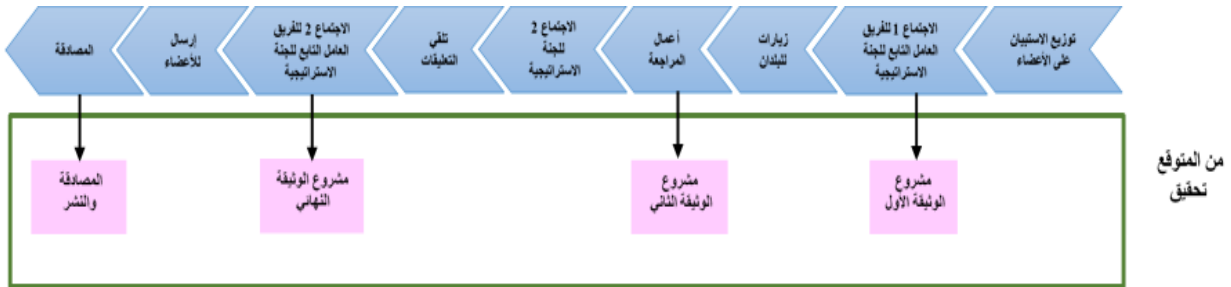 توزيع الاستبيان
على الأعضاء
الاجتماع 1 للفريق
العامل التابع للجنة
الاستراتيجية
زيارات
للبلدان
أعمال
المراجعة
الاجتماع 2
للجنة
الاستراتيجية
تلقي
التعليقات
الاجتماع 2 للفريق
العامل التابع للجنة
الاستراتيجية
إرسال
للأعضاء
المصادقة
من المتوقع
تحقيق
مشروع
الوثيقة الأول
مشروع
الوثيقة الثاني
مشروع الوثيقة
النهائي
المصادقة
والنشر